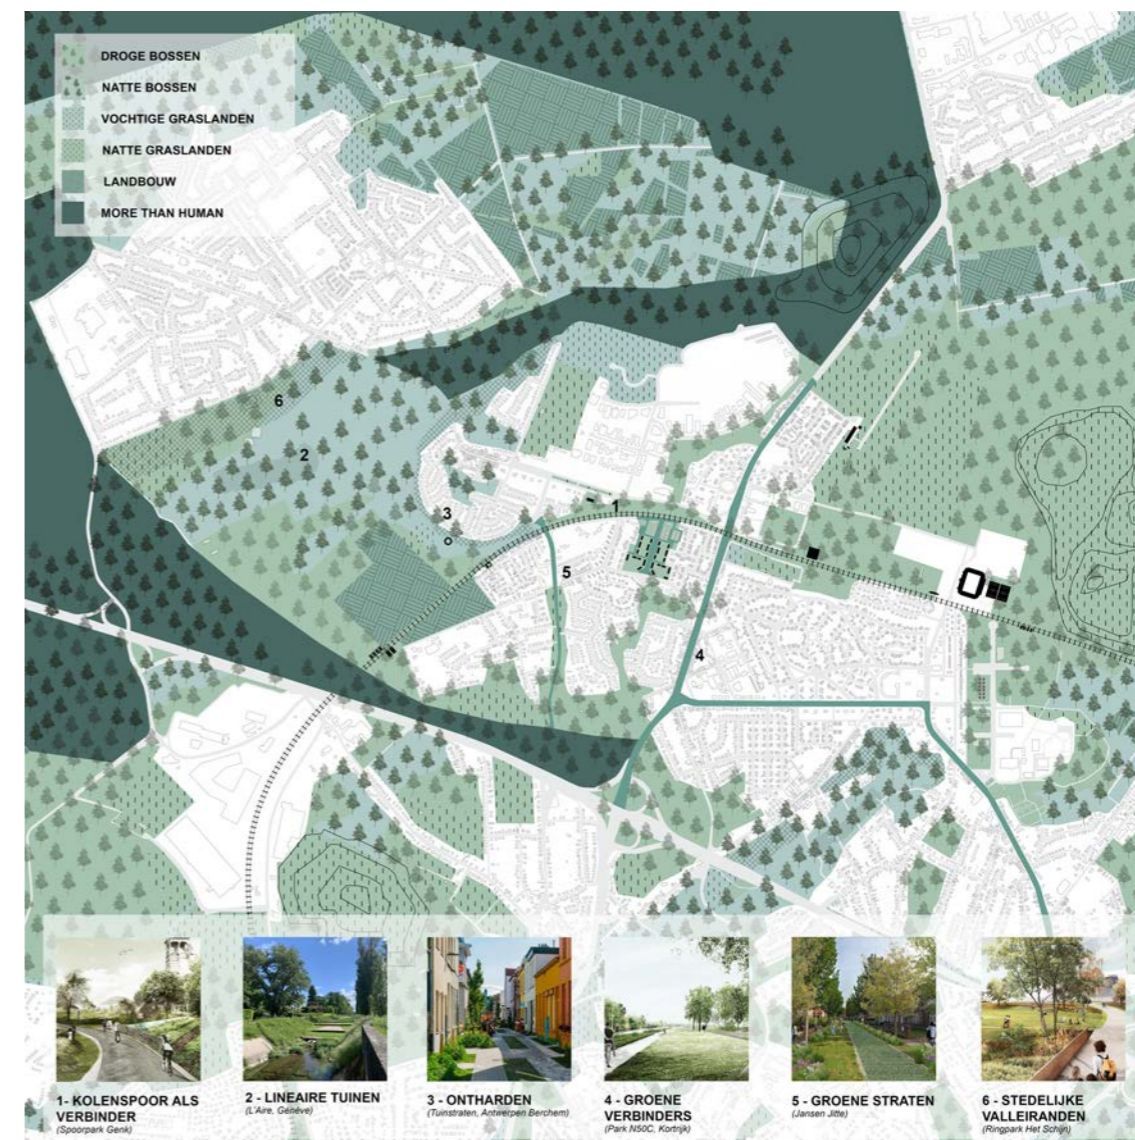 DROGE BOSSEN
NATTE BOSSEN
VOCHTIGE GRASLANDEN
NATTE GRASLANDEN
LANDBOUW
MORE THAN HUMAN
6
2
3
1
5
4
1- KOLENSPOOR ALS
VERBINDER
(Spoorpark Genk)
2 - LINEAIRE TUINEN
(L'Aire, Genève)
3 - ONTHARDEN
(Tuinstraten, Antwerpen Berchem)
4 - GROENE
VERBINDERS
(Park N50C, Kortrijk)
5 - GROENE STRATEN
(Jansen Jitte)
6 - STEDELIJKE
VALLEIRANDEN
(Ringpark Het Schijn)